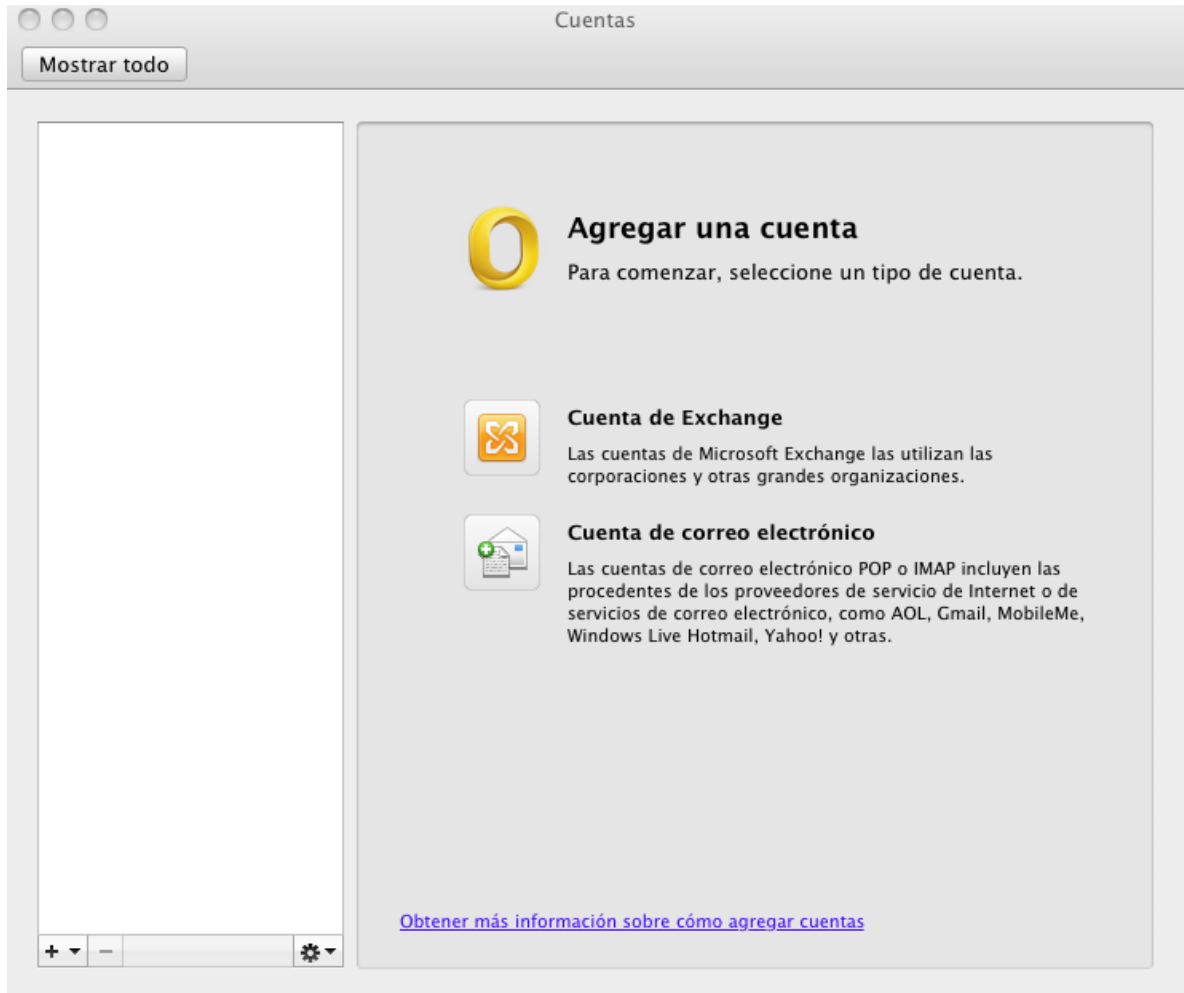 Cuentas
Mostrar todo
Agregar una cuenta
Para comenzar, seleccione un tipo de cuenta.
Cuenta de Exchange
Las cuentas de Microsoft Exchange las utilizan las
corporaciones y otras grandes organizaciones.
Cuenta de correo electrónico
Las cuentas de correo electrónico POP o IMAP incluyen las
procedentes de los proveedores de servicio de Internet o de
servicios de correo electrónico, como AOL, Gmail, MobileMe,
Windows Live Hotmail, Yahoo! y otras.
Obtener más información sobre cómo agregar cuentas